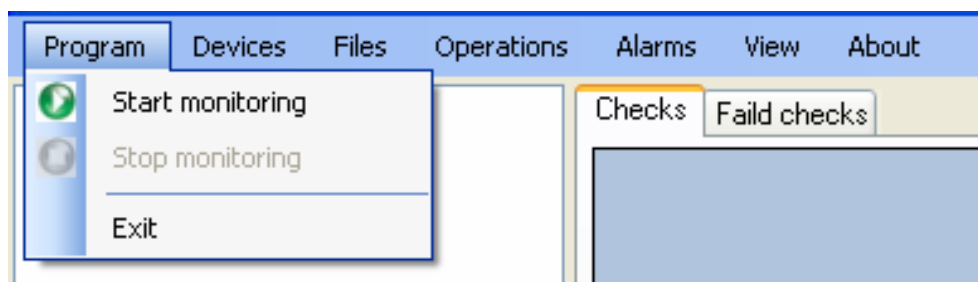 Program Devices Files Operations Alarms View About
Start monitoring
Checks Faild checks
Stop monitoring
Exit